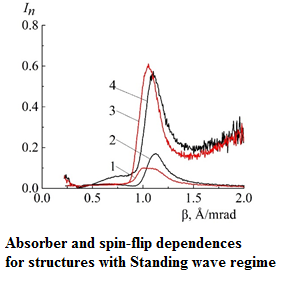 Iₙ
0.8
0.6
4
0.4
3
2
0.2
1
0.0
0.0 0.5 1.0 1.5 2.0
β, Å/mrad
Absorber and spin-flip dependences
for structures with Standing wave regime